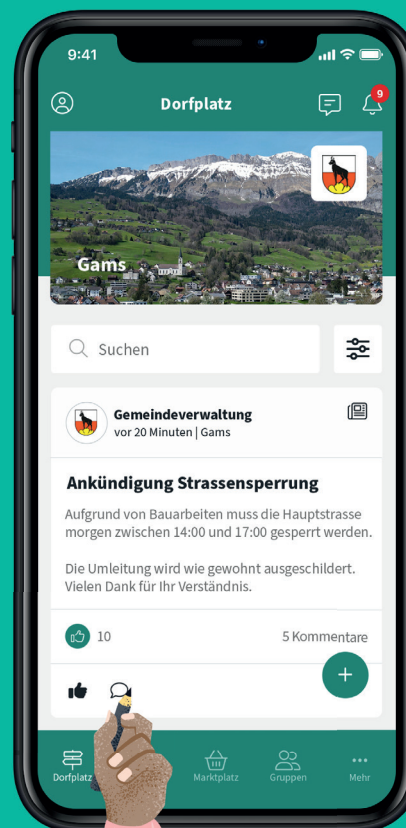 9:41
Dorfplatz
9
Gams
Suchen
Gemeindeverwaltung
vor 20 Minuten | Gams
Ankündigung Strassensperrung
Aufgrund von Bauarbeiten muss die Hauptstrasse
morgen zwischen 14:00 und 17:00 gesperrt werden.
Die Umleitung wird wie gewohnt ausgeschildert.
Vielen Dank für Ihr Verständnis.
10
5 Kommentare
+
Dorfplatz
Marktplatz
Gruppen
Mehr